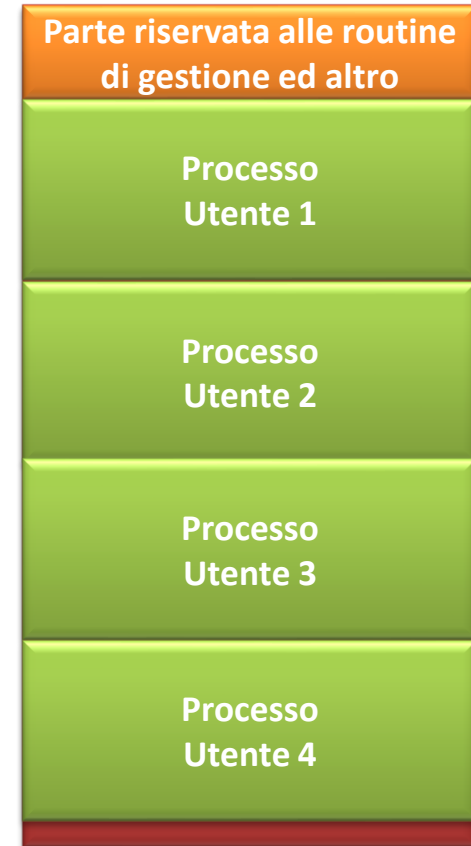 Parte riservata alle routine
di gestione ed altro
Processo
Utente 1
Processo
Utente 2
Processo
Utente 3
Processo
Utente 4